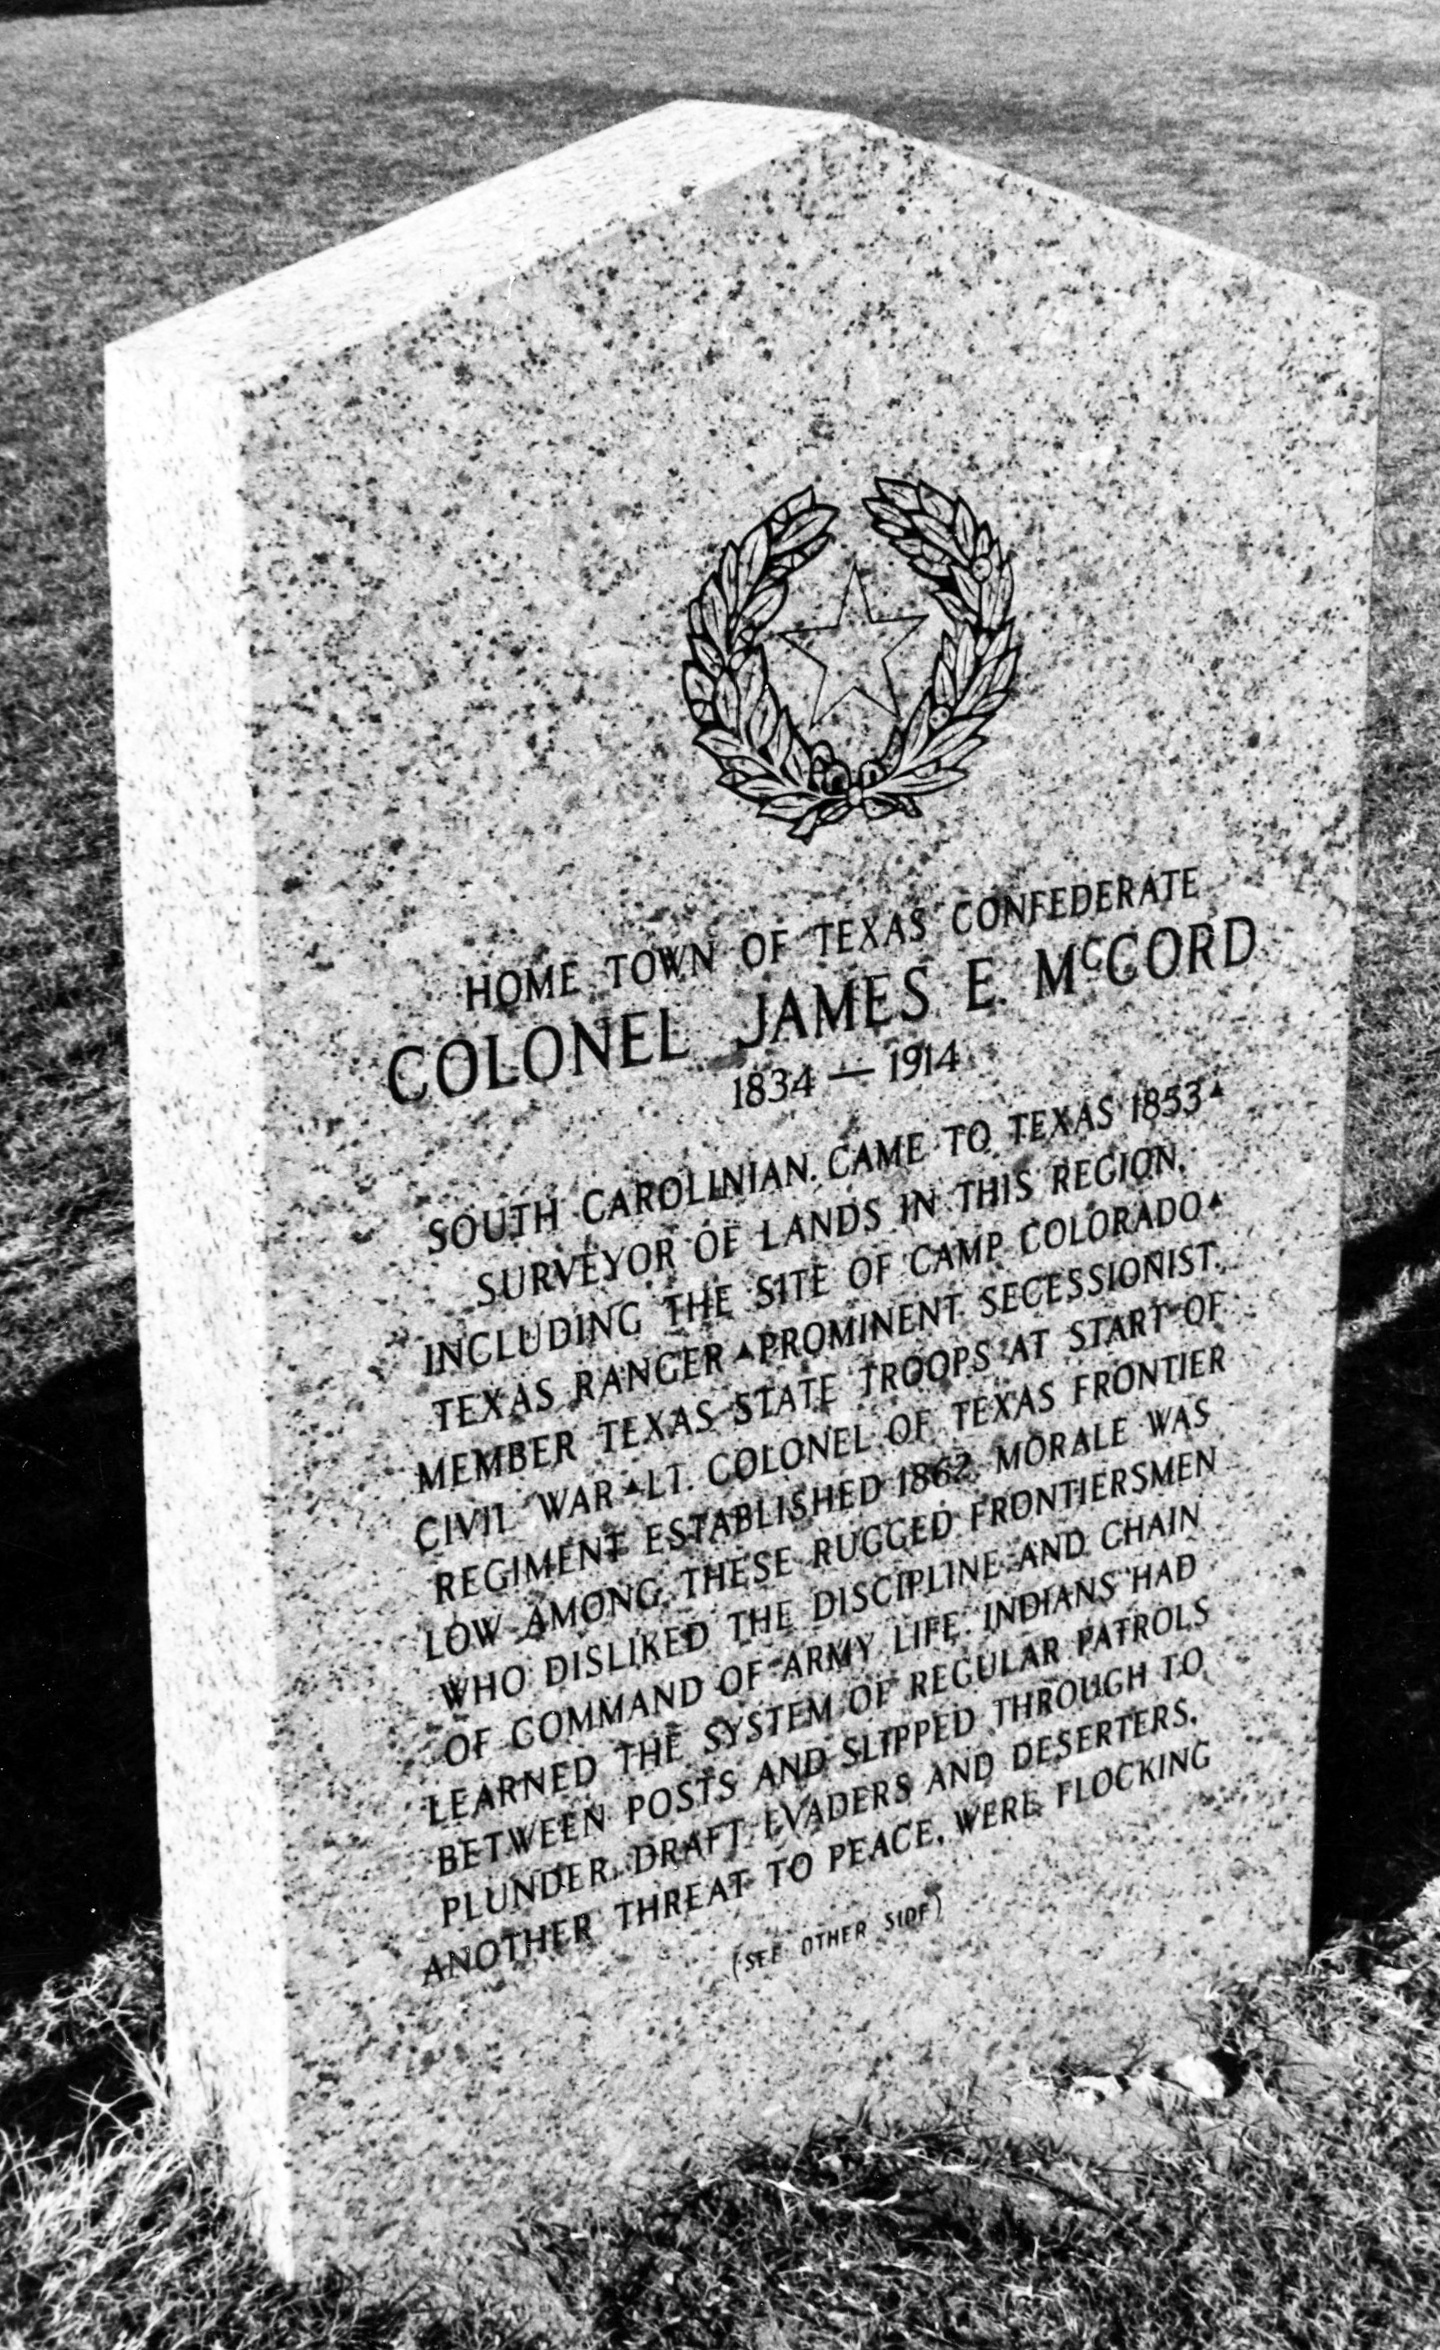 HOME TOWN OF TEXAS CONFEDERATE
COLONEL JAMES E. McCORD
1834 — 1914
SOUTH CAROLINIAN. CAME TO TEXAS 1853▲
SURVEYOR OF LANDS IN THIS REGION,
INCLUDING THE SITE OF CAMP COLORADO▲
TEXAS RANGER▲PROMINENT SECESSIONIST.
MEMBER TEXAS STATE TROOPS AT START OF
CIVIL WAR▲LT. COLONEL OF TEXAS FRONTIER
REGIMENT ESTABLISHED 1862. MORALE WAS
LOW AMONG THESE RUGGED FRONTIERSMEN
WHO DISLIKED THE DISCIPLINE AND CHAIN
OF COMMAND OF ARMY LIFE. INDIANS HAD
LEARNED THE SYSTEM OF REGULAR PATROLS
BETWEEN POSTS AND SLIPPED THROUGH TO
PLUNDER. DRAFT EVADERS AND DESERTERS,
ANOTHER THREAT TO PEACE, WERE FLOCKING
(SEE OTHER SIDE)